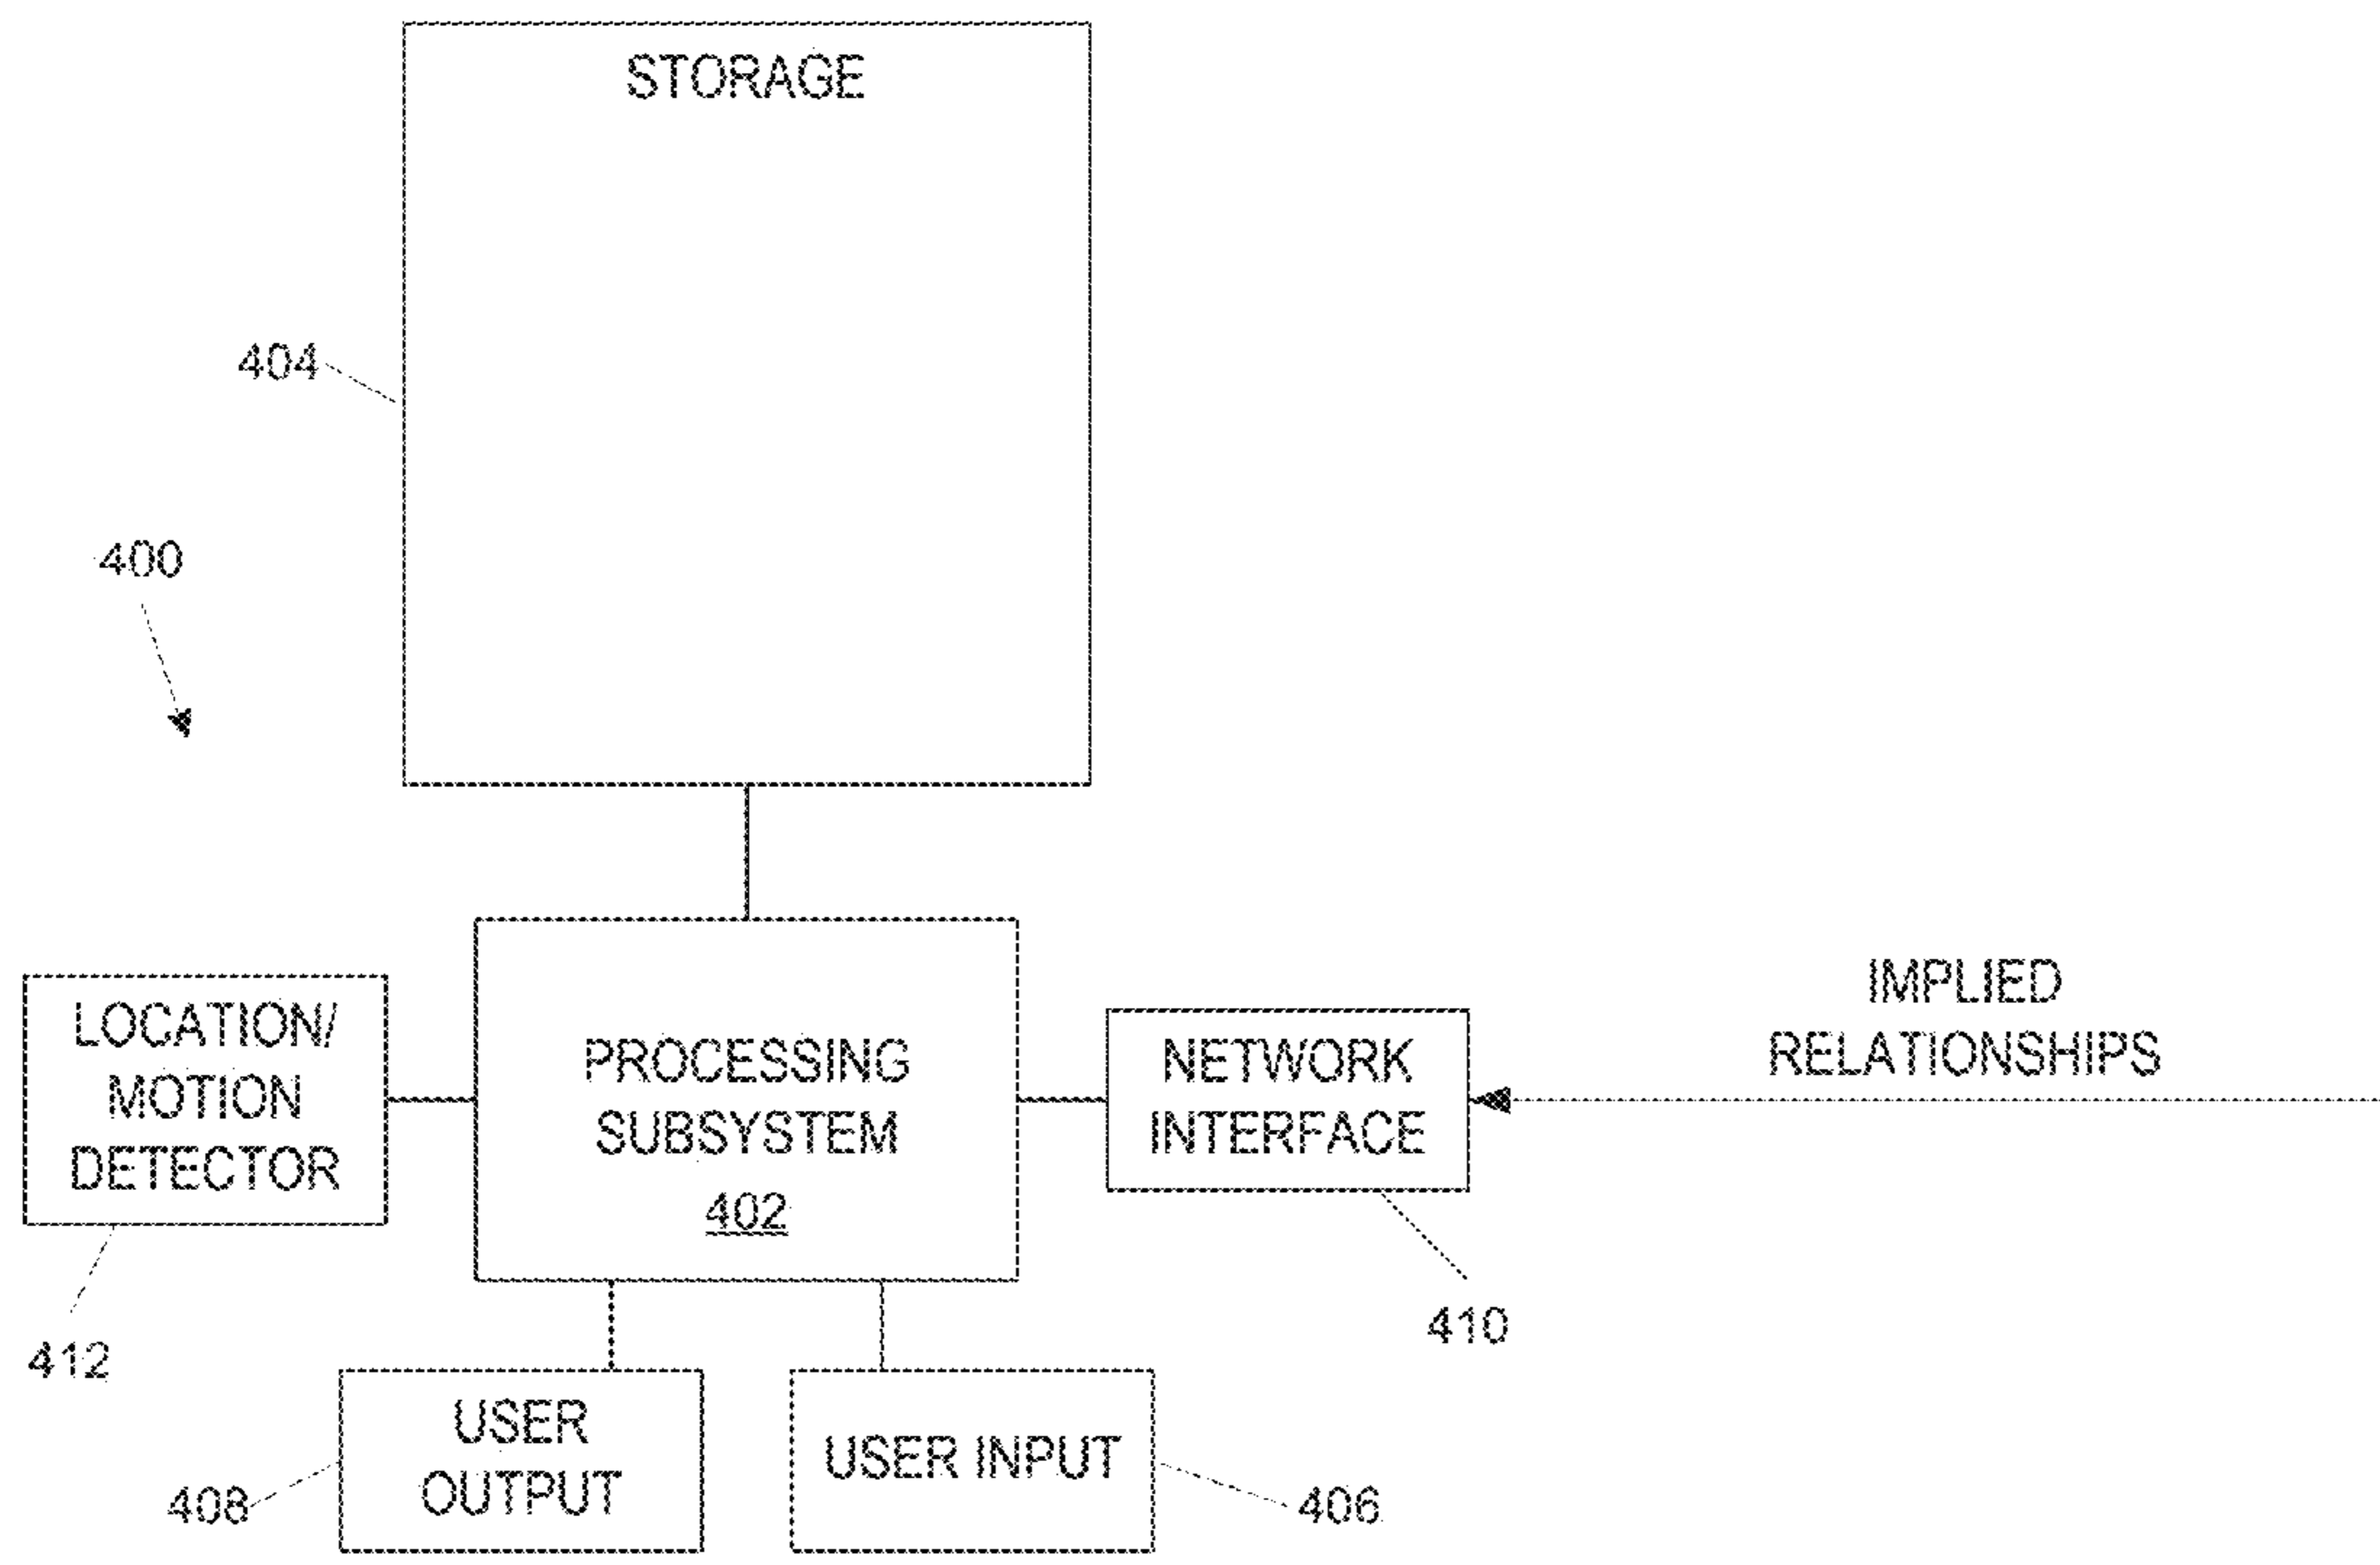 STORAGE
404
400
LOCATION/
MOTION
DETECTOR
PROCESSING
SUBSYSTEM
402
NETWORK
INTERFACE
IMPLIED
RELATIONSHIPS
412
410
USER
OUTPUT
408
USER INPUT
406